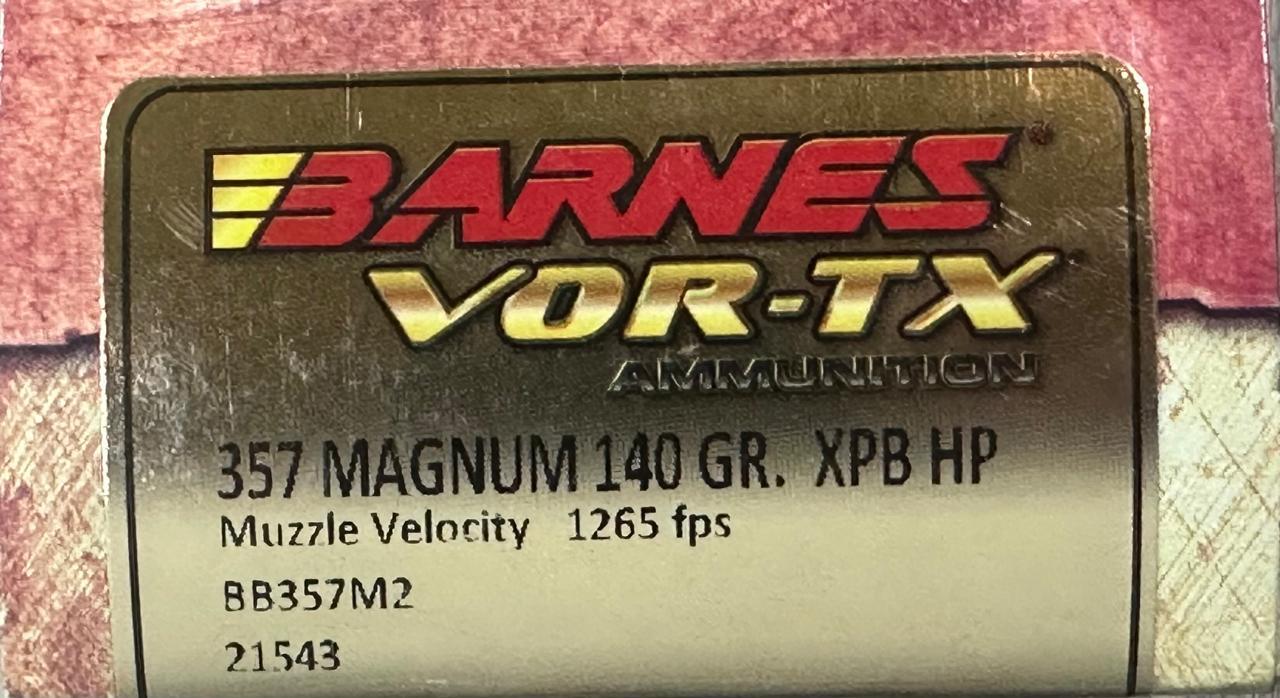 BARNES®
VOR-TX
AMMUNITION
357 MAGNUM 140 GR. XPB HP
Muzzle Velocity 1265 fps
BB357M2
21543